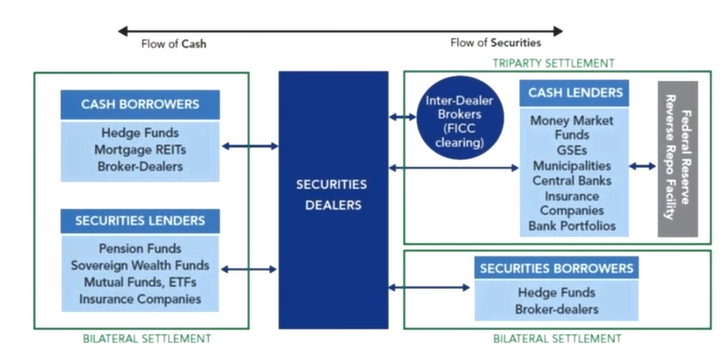 Flow of Cash
Flow of Securities
TRIPARTY SETTLEMENT
CASH BORROWERS
Hedge Funds
Mortgage REITs
Broker-Dealers
SECURITIES LENDERS
Pension Funds
Sovereign Wealth Funds
Mutual Funds, ETFs
Insurance Companies
BILATERAL SETTLEMENT
SECURITIES
DEALERS
Inter-Dealer
Brokers
(FICC
clearing)
CASH LENDERS
Money Market
Funds
GSEs
Municipalities
Central Banks
Insurance
Companies
Bank Portfolios
Federal Reserve
Reverse Repo Facility
SECURITIES BORROWERS
Hedge Funds
Broker-dealers
BILATERAL SETTLEMENT